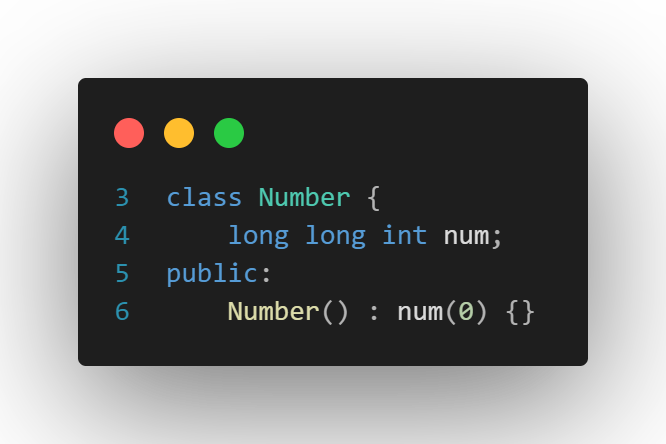 3 class Number {
4     long long int num;
5 public:
6     Number() : num(0) {}